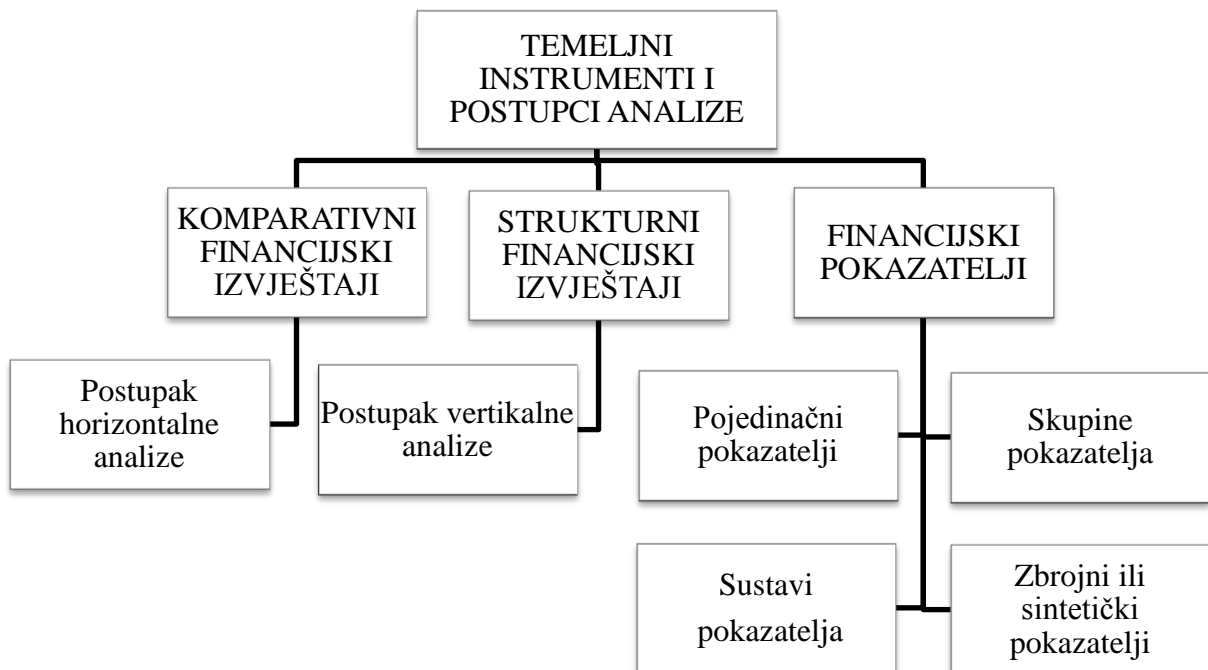 TEMELJNI
INSTRUMENTI I
POSTUPCI ANALIZE
KOMPARATIVNI
FINANCIJSKI
IZVJEŠTAJI
STRUKTURNI
FINANCIJSKI
IZVJEŠTAJI
FINANCIJSKI
POKAZATELJI
Postupak
horizontalne
analize
Postupak vertikalne
analize
Pojedinačni
pokazatelji
Skupine
pokazatelja
Sustavi
pokazatelja
Zbrojni ili
sintetički
pokazatelji